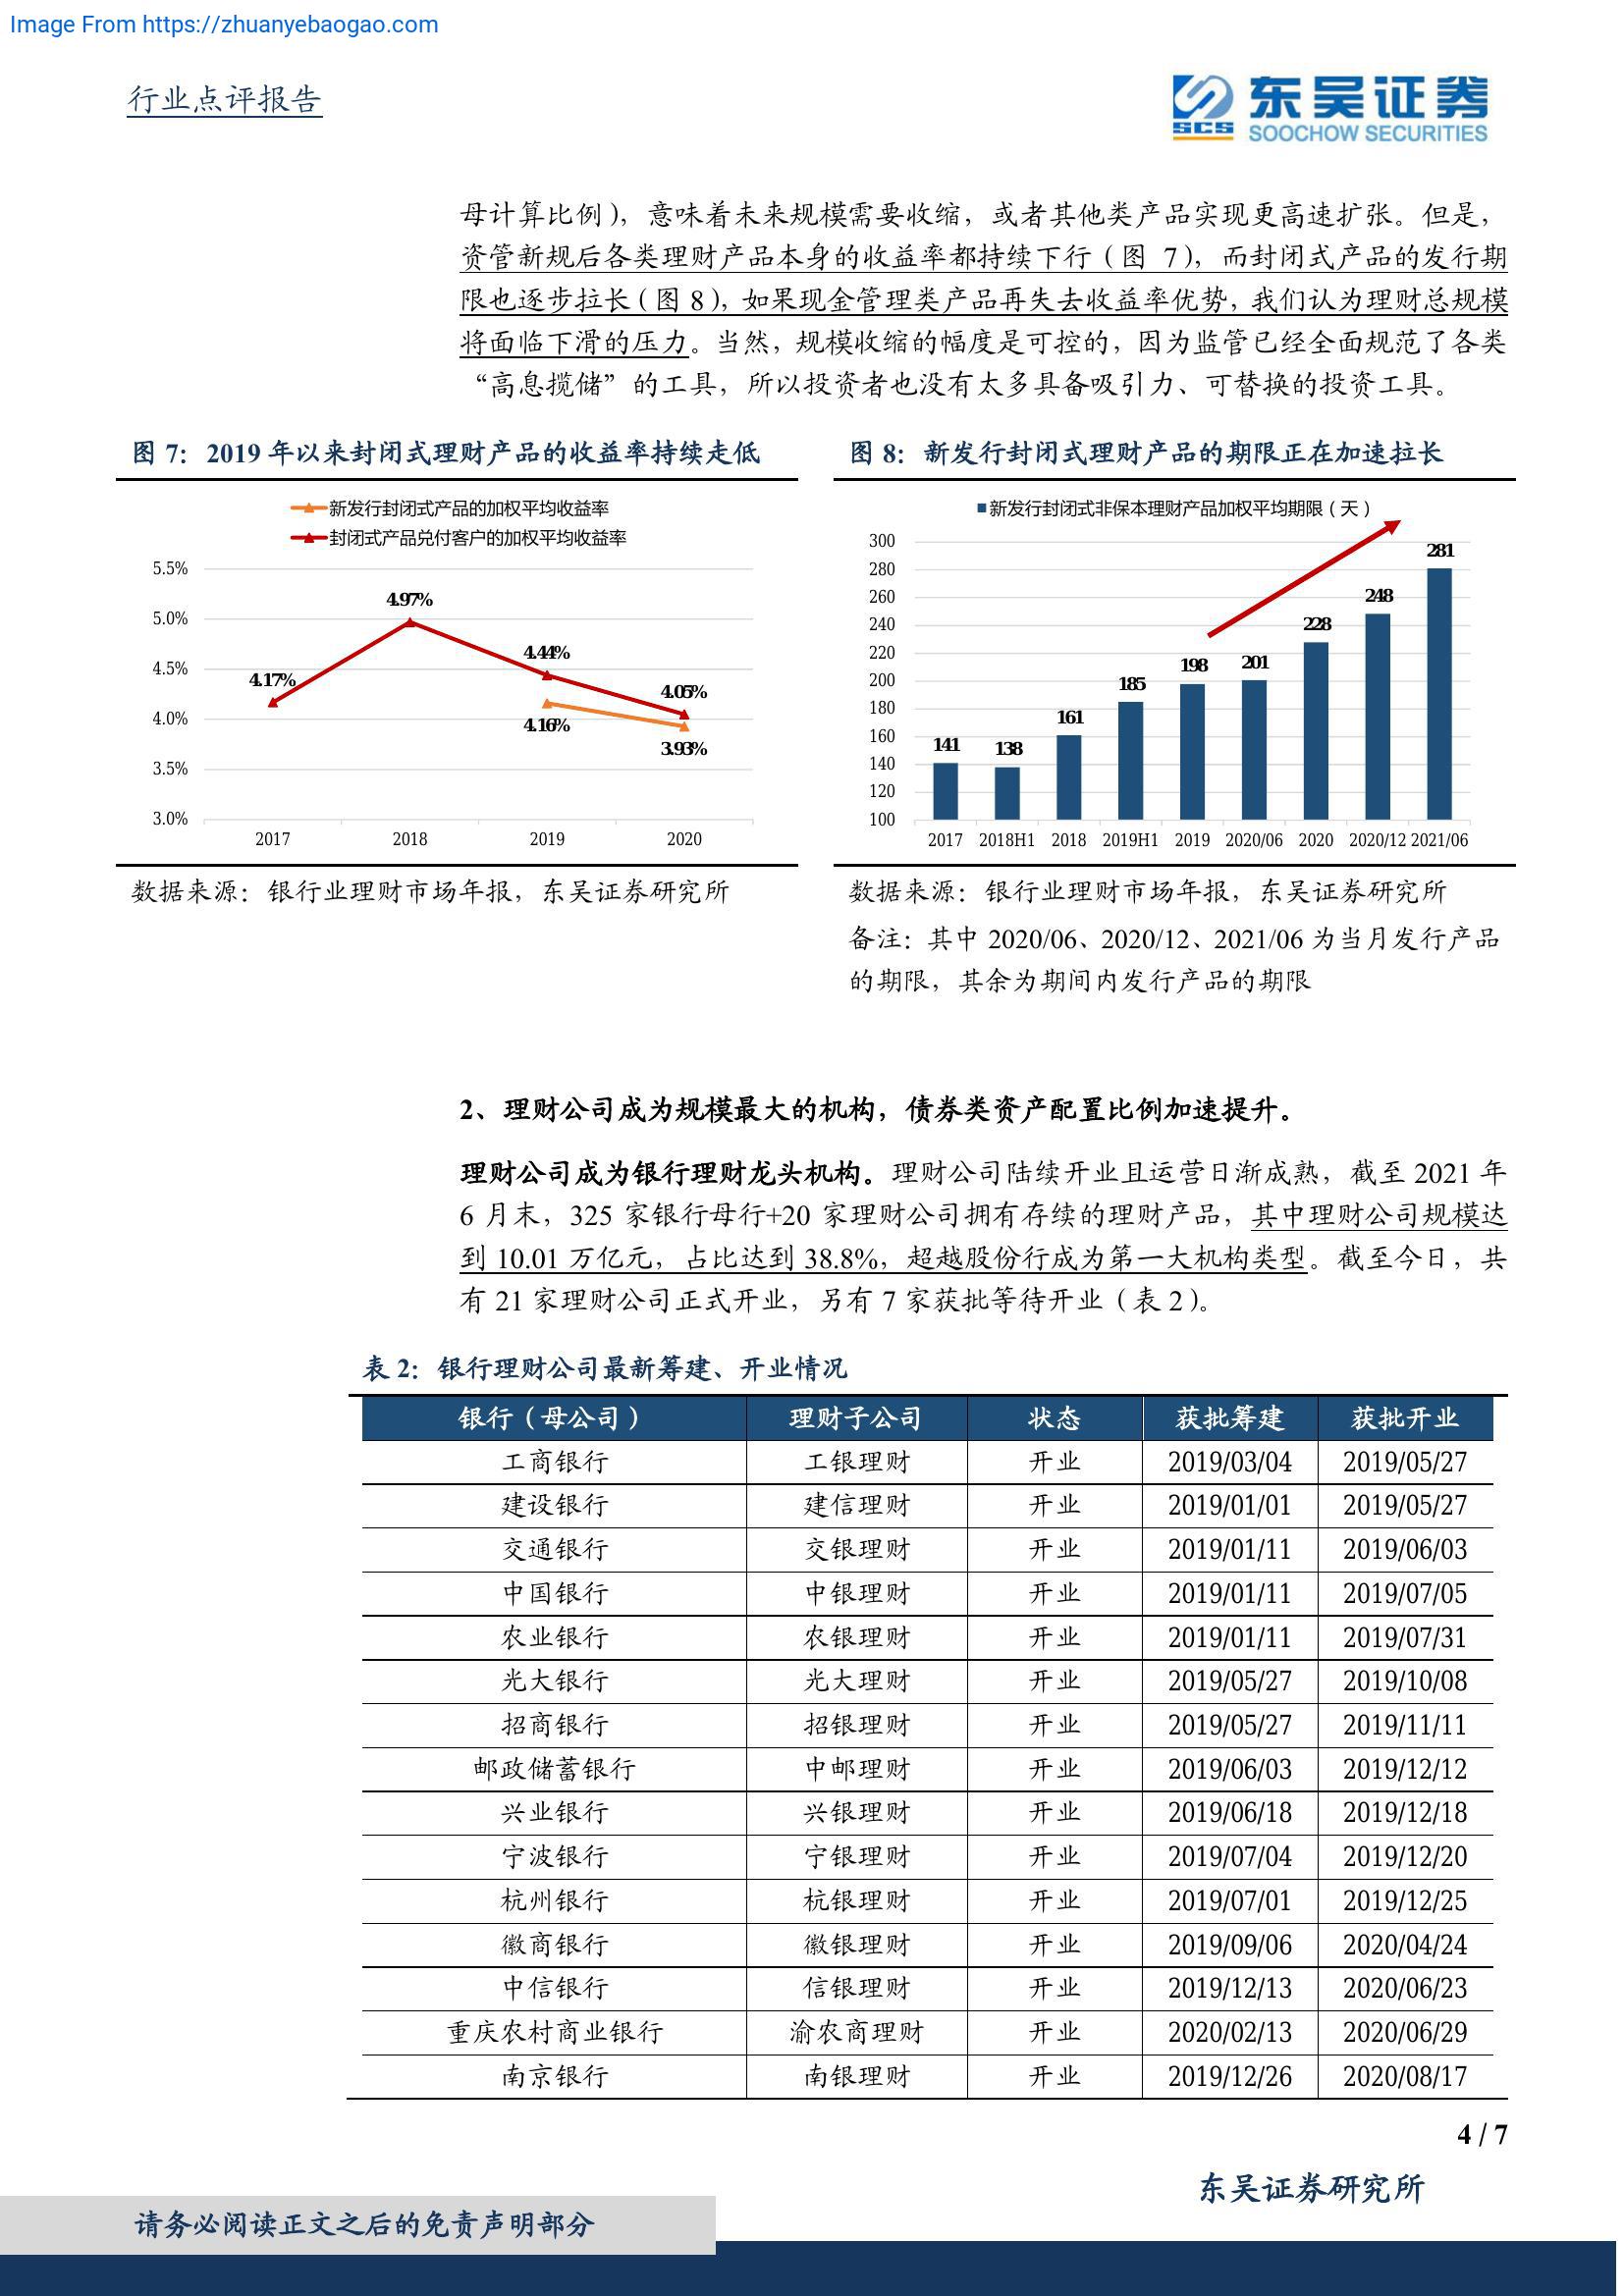 Image From https://zhuanyebaogao.com
行业点评报告
SCS
东吴证券
SOOCHOW SECURITIES
母计算比例），意味着未来规模需要收缩，或者其他类产品实现更高速扩张。但是，
资管新规后各类理财产品本身的收益率都持续下行（图 7），而封闭式产品的发行期
限也逐步拉长（图 8），如果现金管理类产品再失去收益率优势，我们认为理财总规模
将面临下滑的压力。当然，规模收缩的幅度是可控的，因为监管已经全面规范了各类
“高息揽储”的工具，所以投资者也没有太多具备吸引力、可替换的投资工具。
图 7：2019 年以来封闭式理财产品的收益率持续走低
新发行封闭式产品的加权平均收益率
封闭式产品兑付客户的加权平均收益率
5.5%
5.0%
4.5%
4.0%
3.5%
3.0%
4.17%
4.97%
4.44%
4.05%
4.16%
3.93%
2017 2018 2019 2020
数据来源：银行业理财市场年报，东吴证券研究所
图 8：新发行封闭式理财产品的期限正在加速拉长
新发行封闭式非保本理财产品加权平均期限（天）
300
280
260
240
220
200
180
160
140
120
100
141 138 161 185 198 201 228 248 281
2017 2018H1 2018 2019H1 2019 2020/06 2020 2020/12 2021/06
数据来源：银行业理财市场年报，东吴证券研究所
备注：其中 2020/06、2020/12、2021/06 为当月发行产品
的期限，其余为期间内发行产品的期限
2、理财公司成为规模最大的机构，债券类资产配置比例加速提升。
理财公司成为银行理财龙头机构。理财公司陆续开业且运营日渐成熟，截至 2021 年
6 月末，325 家银行母行+20 家理财公司拥有存续的理财产品，其中理财公司规模达
到 10.01 万亿元，占比达到 38.8%，超越股份行成为第一大机构类型。截至今日，共
有 21 家理财公司正式开业，另有 7 家获批等待开业（表 2）。
表 2：银行理财公司最新筹建、开业情况
银行（母公司） 理财子公司 状态 获批筹建 获批开业
工商银行 工银理财 开业 2019/03/04 2019/05/27
建设银行 建信理财 开业 2019/01/01 2019/05/27
交通银行 交银理财 开业 2019/01/11 2019/06/03
中国银行 中银理财 开业 2019/01/11 2019/07/05
农业银行 农银理财 开业 2019/01/11 2019/07/31
光大银行 光大理财 开业 2019/05/27 2019/10/08
招商银行 招银理财 开业 2019/05/27 2019/11/11
邮政储蓄银行 中邮理财 开业 2019/06/03 2019/12/12
兴业银行 兴银理财 开业 2019/06/18 2019/12/18
宁波银行 宁银理财 开业 2019/07/04 2019/12/20
杭州银行 杭银理财 开业 2019/07/01 2019/12/25
徽商银行 徽银理财 开业 2019/09/06 2020/04/24
中信银行 信银理财 开业 2019/12/13 2020/06/23
重庆农村商业银行 渝农商理财 开业 2020/02/13 2020/06/29
南京银行 南银理财 开业 2019/12/26 2020/08/17
4 / 7
东吴证券研究所
请务必阅读正文之后的免责声明部分